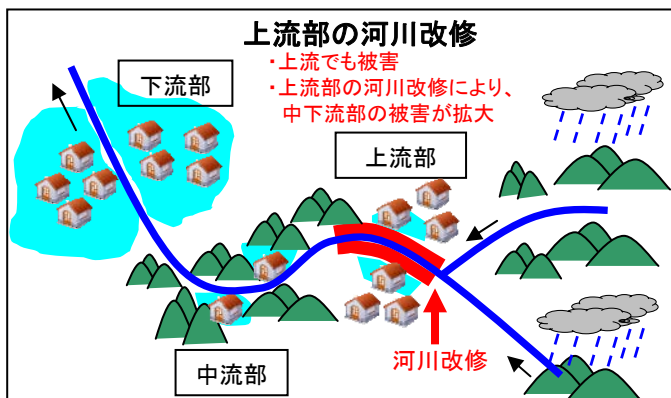 上流部の河川改修
・上流でも被害
・上流部の河川改修により、
中下流部の被害が拡大
下流部
上流部
中流部
河川改修